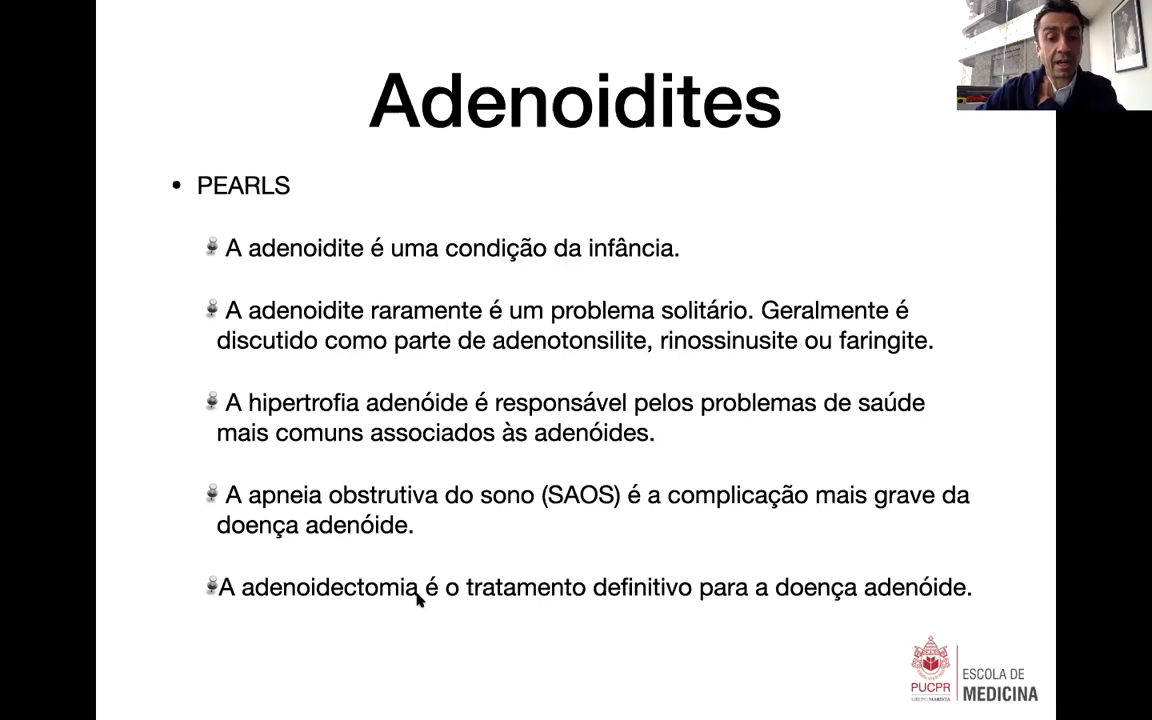 Adenoidites
• PEARLS
A adenoidite é uma condição da infância.
A adenoidite raramente é um problema solitário. Geralmente é
discutido como parte de adenotonsilite, rinossinusite ou faringite.
A hipertrofia adenóide é responsável pelos problemas de saúde
mais comuns associados às adenóides.
A apneia obstrutiva do sono (SAOS) é a complicação mais grave da
doença adenóide.
A adenoidectomia é o tratamento definitivo para a doença adenóide.
PUCPR
GRUPO MARISTA
ESCOLA DE
MEDICINA